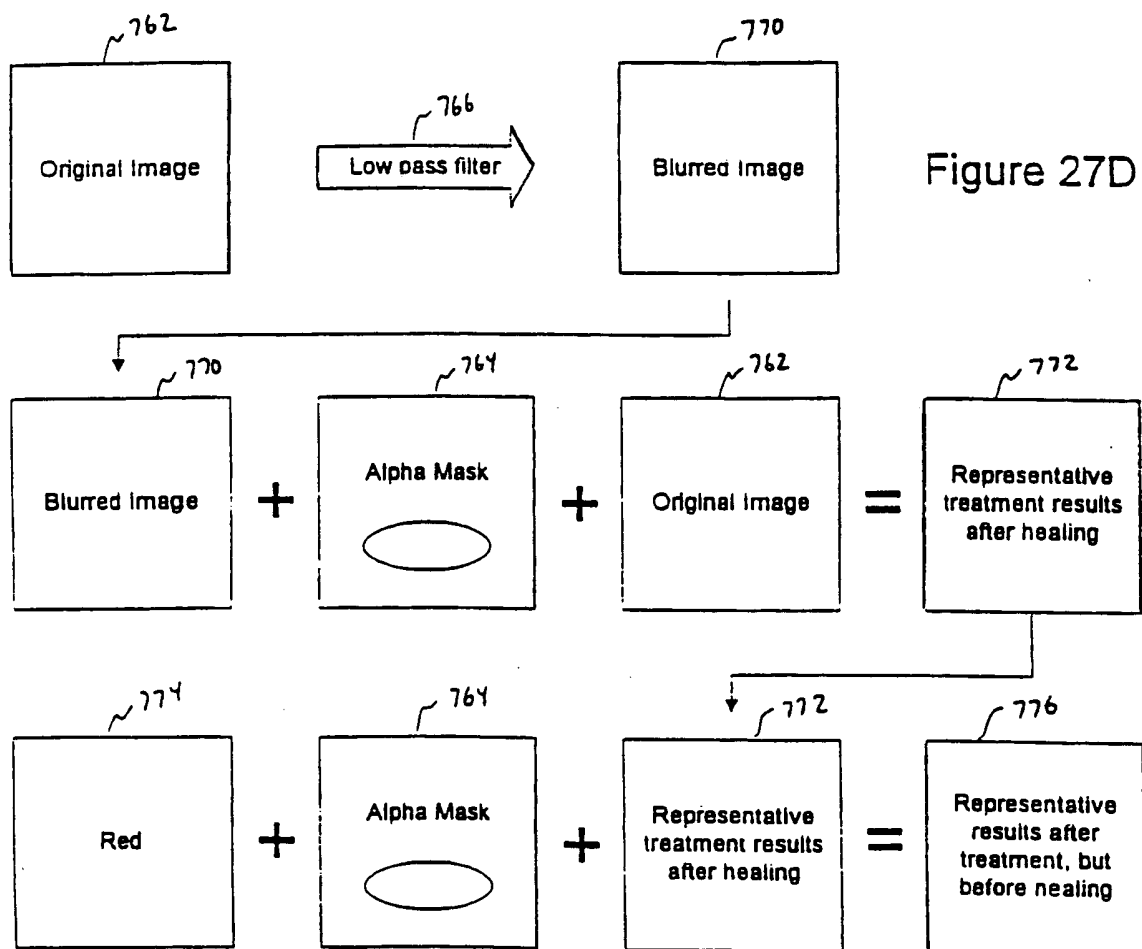 762
770
766
Original Image
Low pass filter
Blurred Image
Figure 27D
770
764
762
772
Blurred Image
+
Alpha Mask
+
Original Image
=
Representative
treatment results
after healing
774
764
772
776
Red
+
Alpha Mask
+
Representative
treatment results
after healing
=
Representative
results after
treatment, but
before nealing